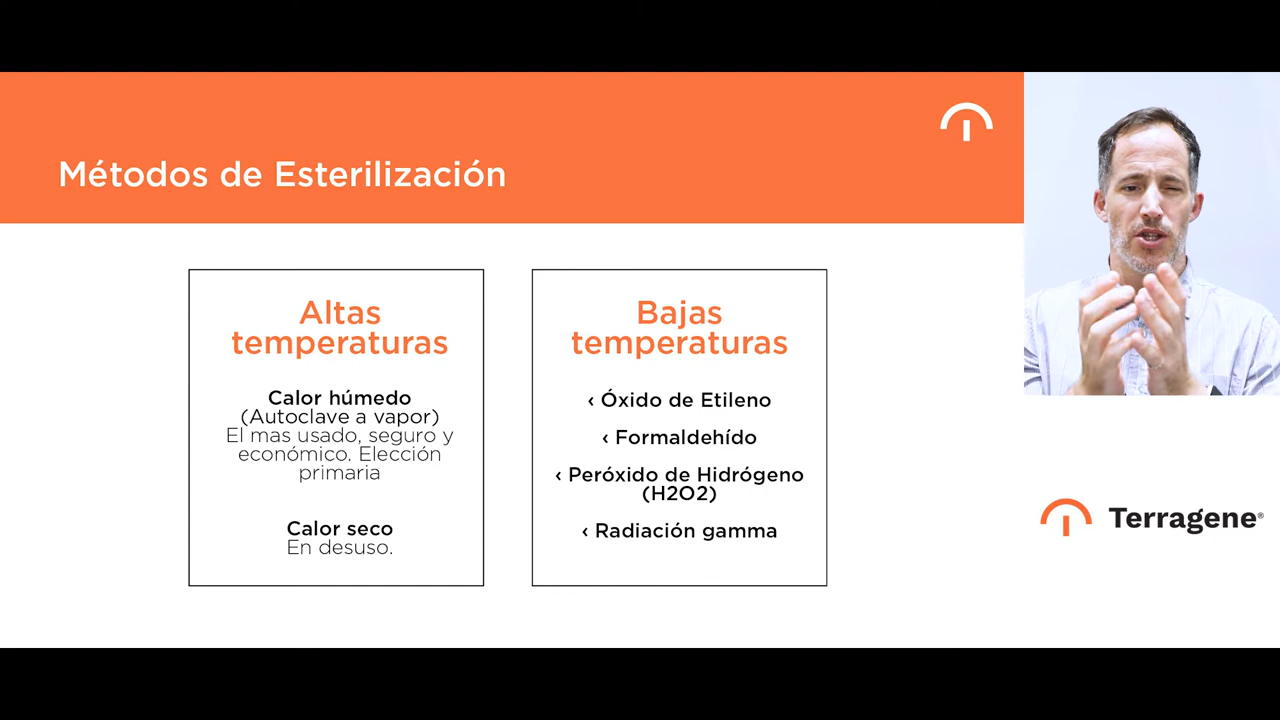 Métodos de Esterilización
Altas
temperaturas
Calor húmedo
(Autoclave a vapor)
El mas usado, seguro y
económico. Elección
primaria
Calor seco
En desuso.
Bajas
temperaturas
‹ Óxido de Etileno
‹ Formaldehído
‹ Peróxido de Hidrógeno
(H2O2)
‹ Radiación gamma
Terragene®